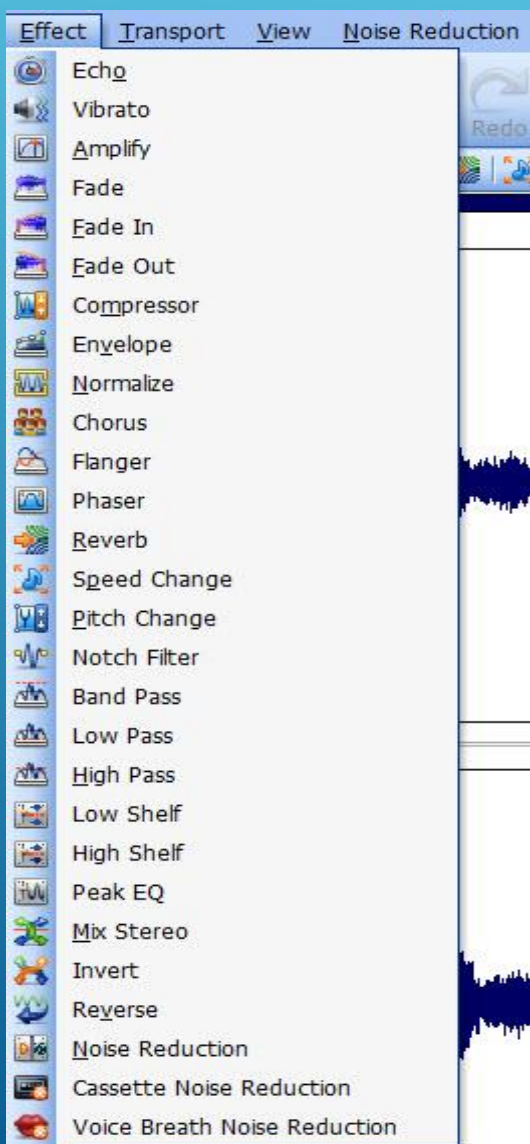 Effect Transport View Noise Reduction
Redo
Echo
Vibrato
Amplify
Fade
Fade In
Fade Out
Compressor
Envelope
Normalize
Chorus
Flanger
Phaser
Reverb
Speed Change
Pitch Change
Notch Filter
Band Pass
Low Pass
High Pass
Low Shelf
High Shelf
Peak EQ
Mix Stereo
Invert
Reverse
Noise Reduction
Cassette Noise Reduction
Voice Breath Noise Reduction